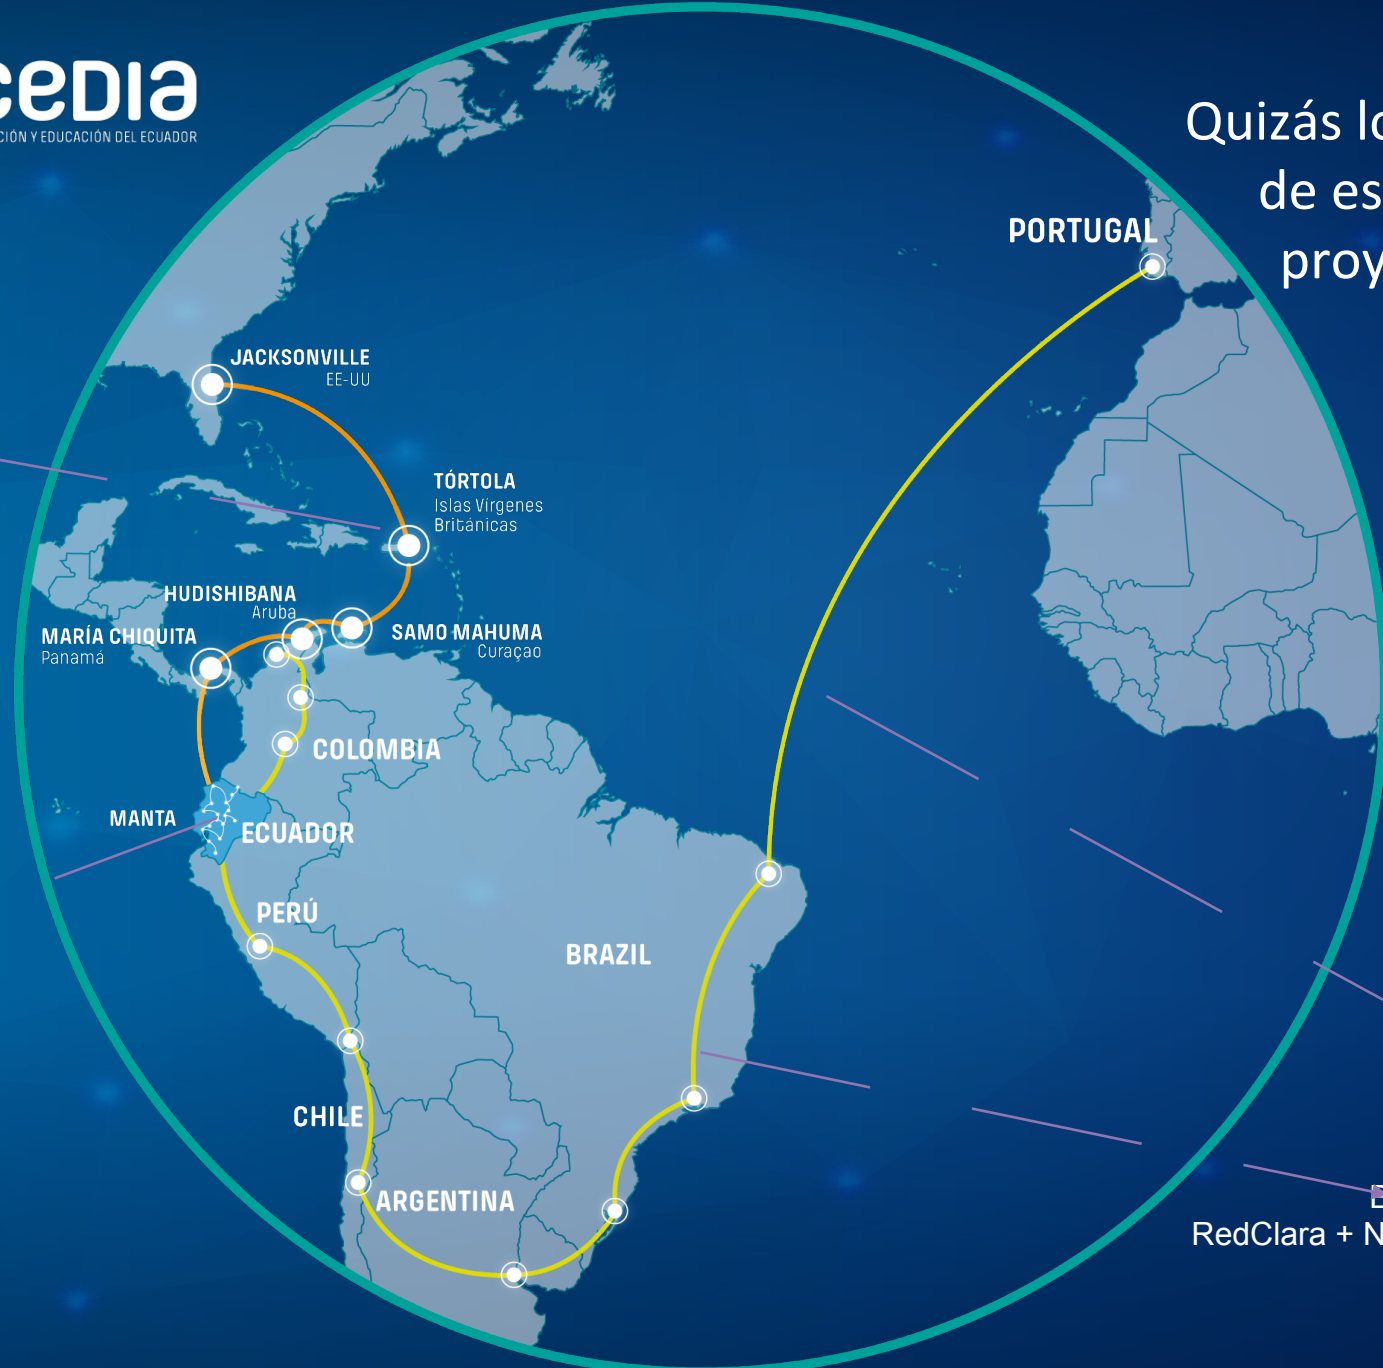 cedia
CIÓN Y EDUCACIÓN DEL ECUADOR
Quizás lo
de es
proy
PORTUGAL
JACKSONVILLE
EE-UU
TÓRTOLA
Islas Vírgenes
Británicas
HUDISHIBANA
Aruba
MARÍA CHIQUITA
Panamá
SAMO MAHUMA
Curaçao
COLOMBIA
MANTA
ECUADOR
PERÚ
BRAZIL
CHILE
ARGENTINA
RedClara + N